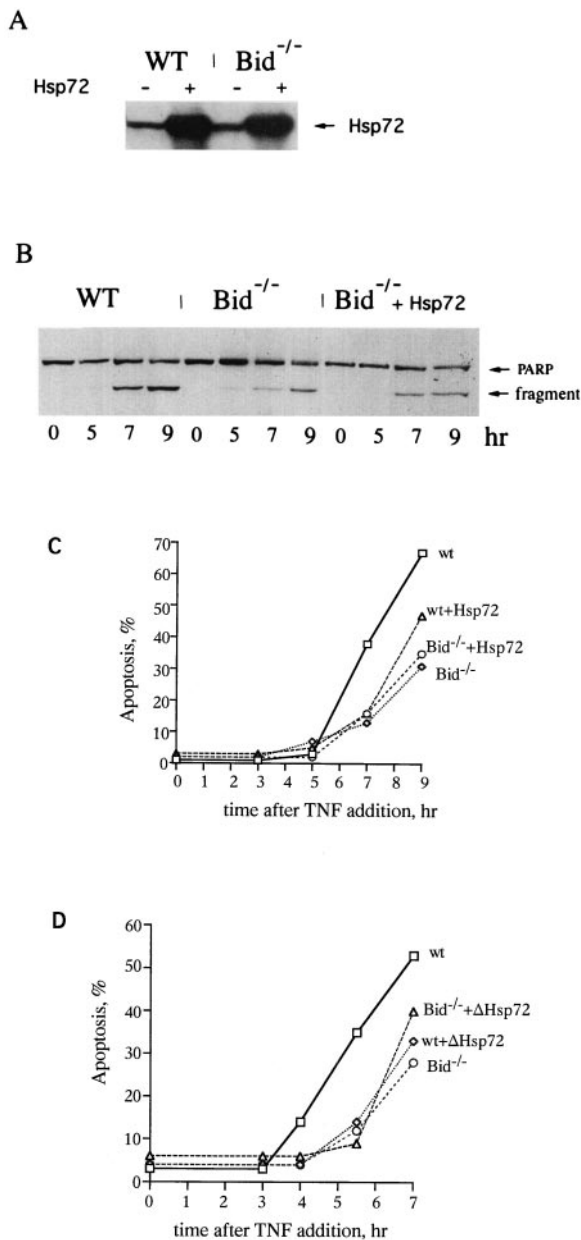 A
WT | Bid-/-
Hsp72 - + - +
← Hsp72
B
WT | Bid-/- | Bid-/- + Hsp72
← PARP
← fragment
0 5 7 9 0 5 7 9 0 5 7 9 hr
C
70
60
50
40
30
20
10
0
Apoptosis, %
wt
wt+Hsp72
Bid-/-+Hsp72
Bid-/-
0 1 2 3 4 5 6 7 8 9
time after TNF addition, hr
D
60
50
40
30
20
10
0
Apoptosis, %
wt
Bid-/-+ΔHsp72
wt+ΔHsp72
Bid-/-
0 1 2 3 4 5 6 7
time after TNF addition, hr